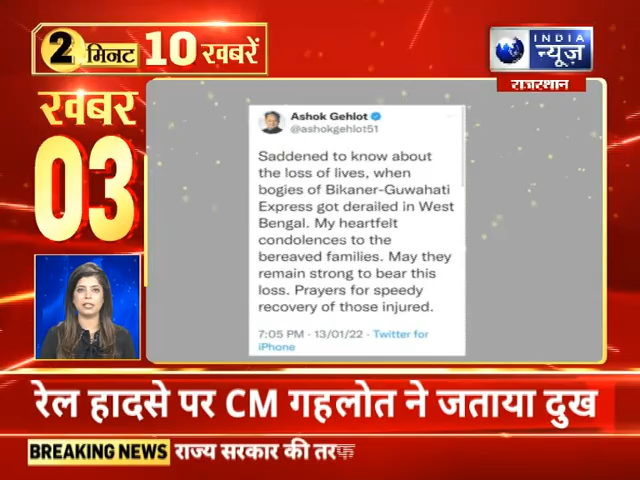 2 मिनट 10 खबरें
INDIA
न्यूज़
राजस्थान
खबर
03
Ashok Gehlot
@ashokgehlot51
Saddened to know about
the loss of lives, when
bogies of Bikaner-Guwahati
Express got derailed in West
Bengal. My heartfelt
condolences to the
bereaved families. May they
remain strong to bear this
loss. Prayers for speedy
recovery of those injured.
7:05 PM - 13/01/22 - Twitter for
iPhone
रेल हादसे पर CM गहलोत ने जताया दुख
BREAKING NEWS राज्य सरकार की